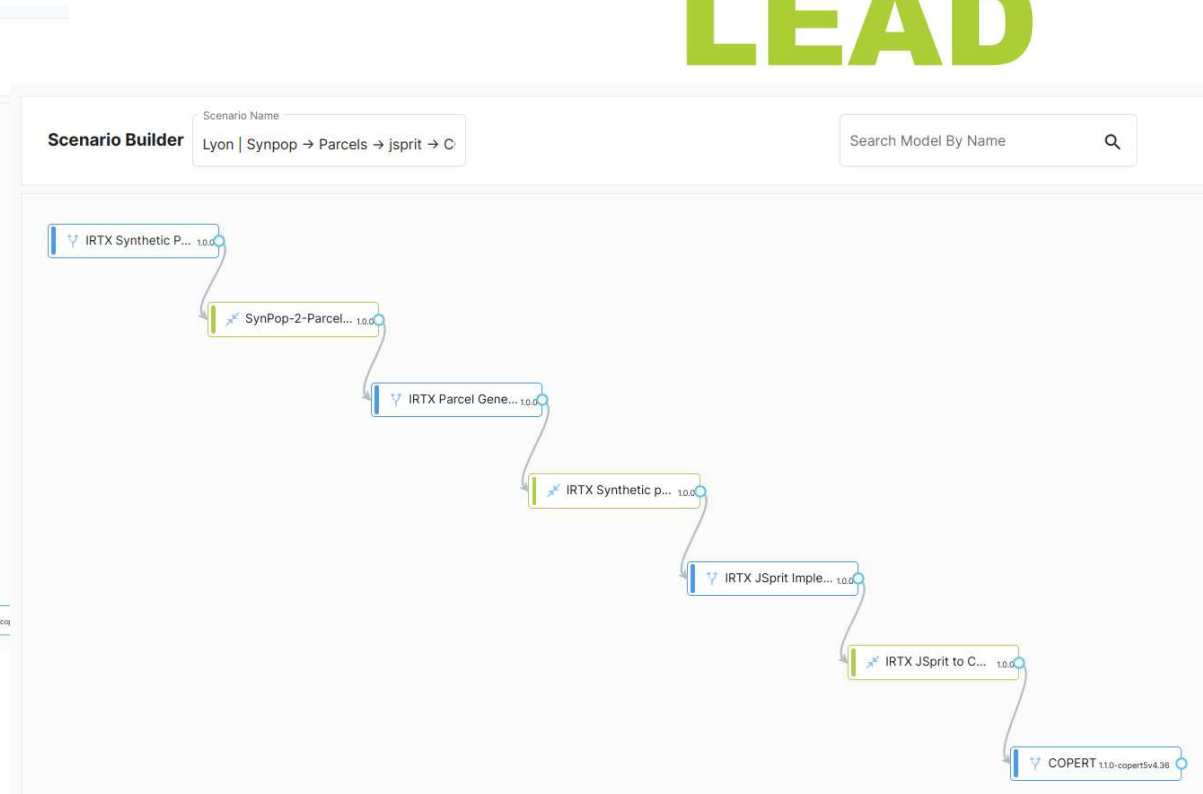 LEAD
Scenario Builder
Scenario Name
Lyon | Synpop → Parcels → jsprit → C
Search Model By Name
IRTX Synthetic P... 1.0.0
SynPop-2-Parcel... 1.0.0
IRTX Parcel Gene... 1.0.0
IRTX Synthetic p... 1.0.0
IRTX JSprit Imple... 1.0.0
cop
IRTX JSprit to C... 1.0.0
COPERT 1.1.0-copert5v4.36